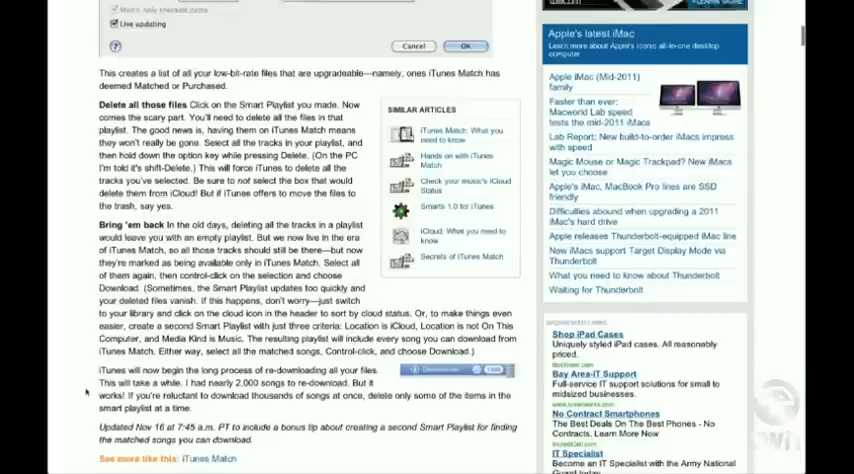 Match only checked items
Live updating
Cancel
OK
This creates a list of all your low-bit-rate files that are upgradeable—namely, ones iTunes Match has
deemed Matched or Purchased.
Delete all those files Click on the Smart Playlist you made. Now
comes the scary part. You'll need to delete all the files in that
playlist. The good news is, having them on iTunes Match means
they won't really be gone. Select all the tracks in your playlist, and
then hold down the option key while pressing Delete. (On the PC
I'm told it's shift-Delete.) This will force iTunes to delete all the
tracks you've selected. Be sure to not select the box that would
delete them from iCloud! But if iTunes offers to move the files to
the trash, say yes.
Bring 'em back In the old days, deleting all the tracks in a playlist
would leave you with an empty playlist. But we now live in the era
of iTunes Match, so all those tracks should still be there—but now
they're marked as being available only in iTunes Match. Select all
of them again, then control-click on the selection and choose
Download. (Sometimes, the Smart Playlist updates too quickly and
your deleted files vanish. If this happens, don't worry—just switch
to your library and click on the cloud icon in the header to sort by cloud status. Or, to make things even
easier, create a second Smart Playlist with just three criteria: Location is iCloud, Location is not On This
Computer, and Media Kind is Music. The resulting playlist will include every song you can download from
iTunes Match. Either way, select all the matched songs, Control-click, and choose Download.)
iTunes will now begin the long process of re-downloading all your files.
This will take a while. I had nearly 2,000 songs to re-download. But it
works! If you're reluctant to download thousands of songs at once, delete only some of the items in the
smart playlist at a time.
Updated Nov 16 at 7:45 a.m. PT to include a bonus tip about creating a second Smart Playlist for finding
the matched songs you can download.
See more like this: iTunes Match
SIMILAR ARTICLES
iTunes Match: What you
need to know
Hands on with iTunes
Match
Check your music's iCloud
Status
Smarts 1.0 for iTunes
iCloud: What you need to
know
Secrets of iTunes Match
LEARN MORE
Apple's latest iMac
Learn more about Apple's iconic all-in-one desktop
computer
Apple iMac (Mid-2011)
family
Faster than ever:
Macworld Lab speed
tests the mid-2011 iMacs
Lab Report: New build-to-order iMacs impress
with speed
Magic Mouse or Magic Trackpad? New iMacs
let you choose
Apple's iMac, MacBook Pro lines are SSD
friendly
Difficulties abound when upgrading a 2011
iMac's hard drive
Apple releases Thunderbolt-equipped iMac line
New iMacs support Target Display Mode via
Thunderbolt
What you need to know about Thunderbolt
Waiting for Thunderbolt
Shop iPad Cases
Uniquely styled iPad cases. All reasonably
priced.
Bay Area-IT Support
Full-service IT support solutions for small to
midsized businesses.
No Contract Smartphones
The Best Deals On The Best Phones - No
Contracts. Learn More Now
IT Specialist
Become an IT Specialist with the Army National